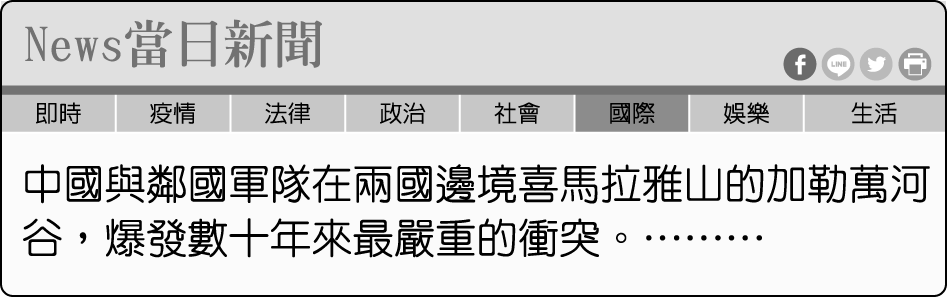 News當日新聞
LINE
即時 疫情 法律 政治 社會 國際 娛樂 生活
中國與鄰國軍隊在兩國邊境喜馬拉雅山的加勒萬河
谷，爆發數十年來最嚴重的衝突。………